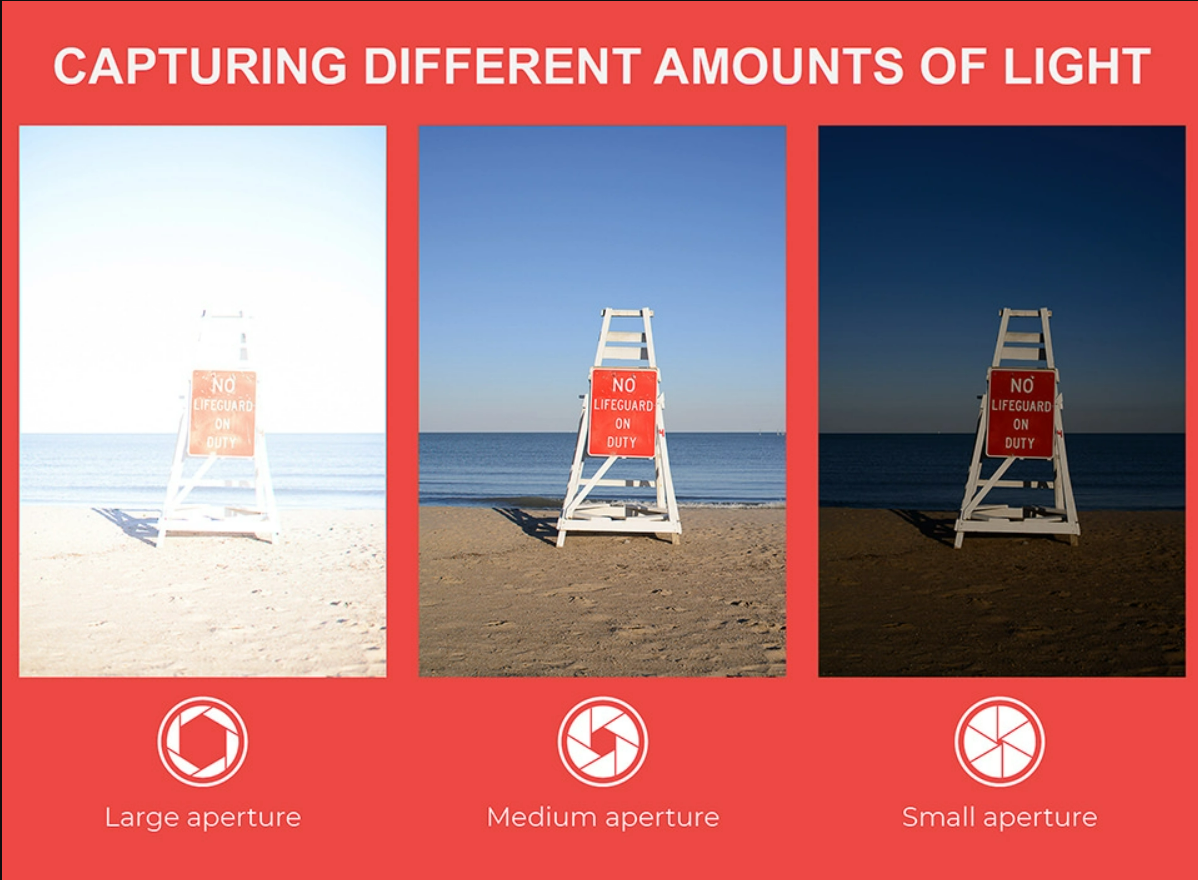 CAPTURING DIFFERENT AMOUNTS OF LIGHT
NO
LIFEGUARD
ON
DUTY
NO
LIFEGUARD
ON
DUTY
NO
LIFEGUARD
ON
DUTY
Large aperture
Medium aperture
Small aperture